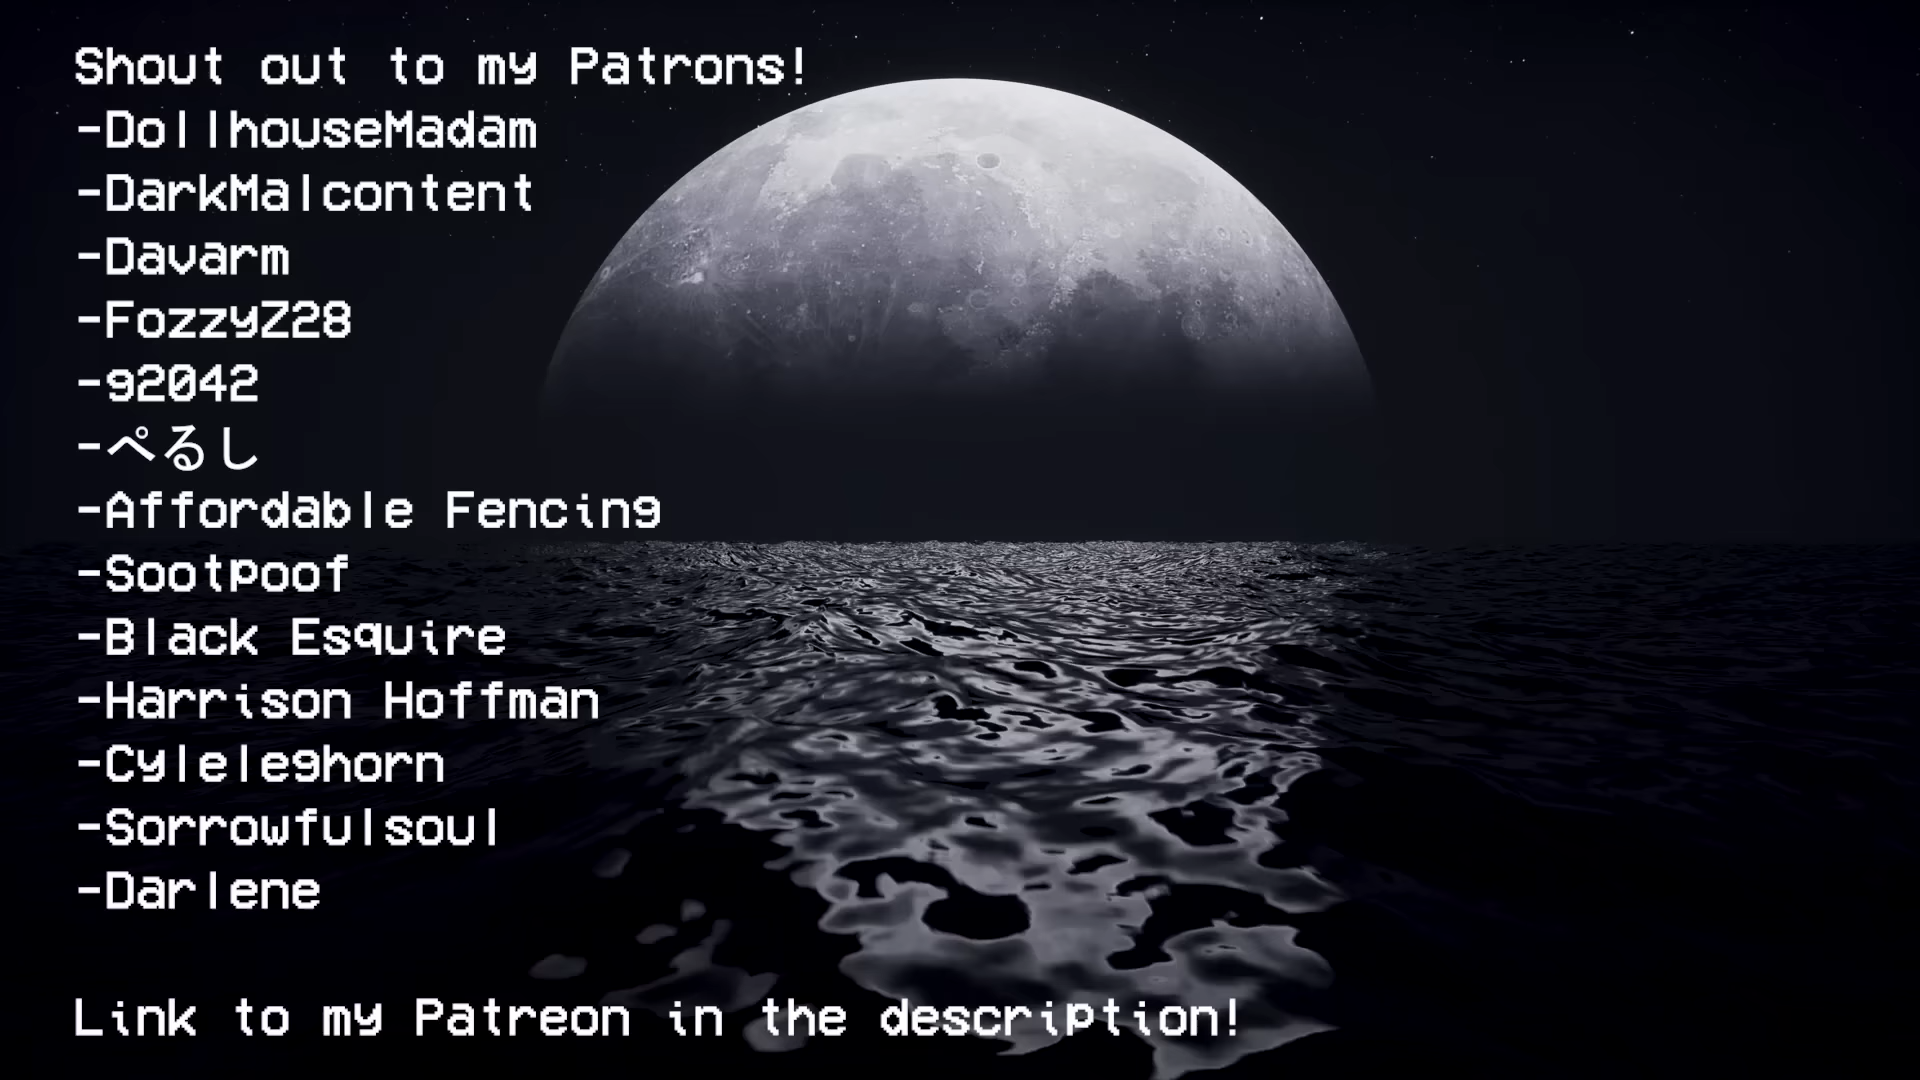 Shout out to my Patrons!
-DollhouseMadam
-DarkMalcontent
-Davarm
-FozzyZ28
-g2042
-ぺるし
-Affordable Fencing
-Sootpoof
-Black Esquire
-Harrison Hoffman
-Cyleleghorn
-Sorrowfulsoul
-Darlene
Link to my Patreon in the description!